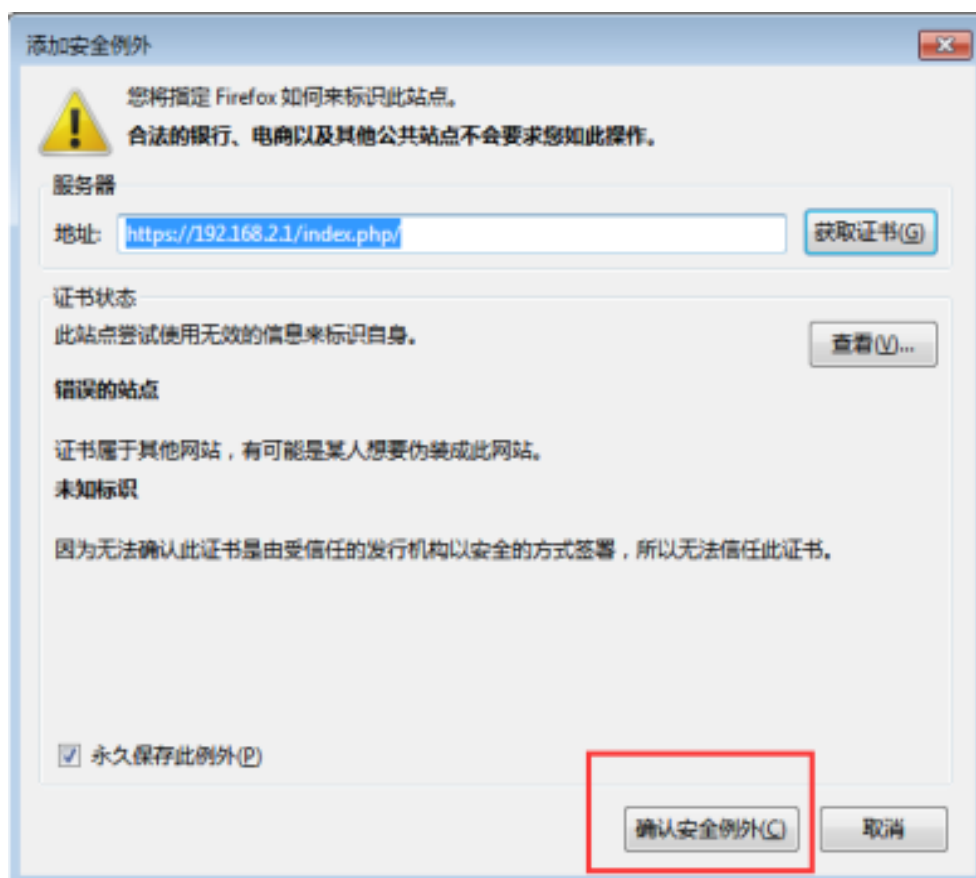 添加安全例外
您将指定 Firefox 如何来标识此站点。
合法的银行、电商以及其他公共站点不会要求您如此操作。
服务器
地址: https://192.168.2.1/index.php/ 获取证书(G)
证书状态
此站点尝试使用无效的信息来标识自身。 查看(V)...
错误的站点
证书属于其他网站，有可能是某人想要伪装成此网站。
未知标识
因为无法确认此证书是由受信任的发行机构以安全的方式签署，所以无法信任此证书。
永久保存此例外(P)
确认安全例外(C) 取消